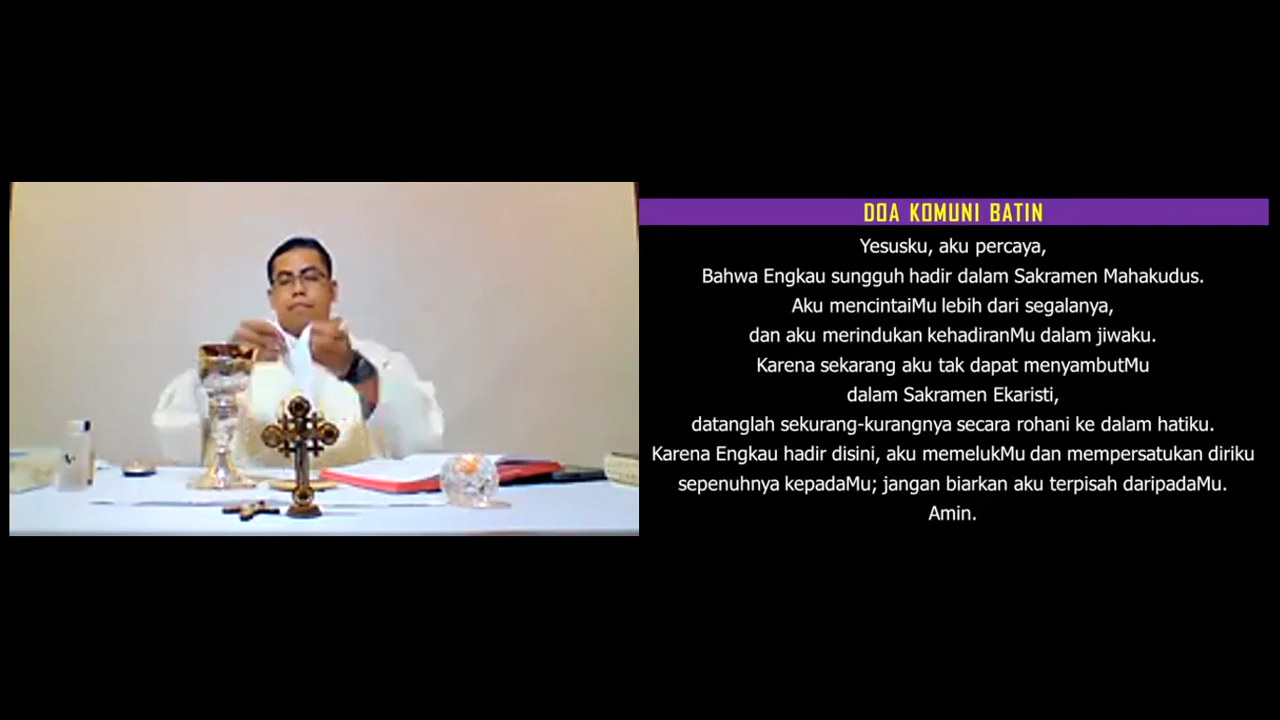 DOA KOMUNI BATIN
Yesusku, aku percaya,
Bahwa Engkau sungguh hadir dalam Sakramen Mahakudus.
Aku mencintaiMu lebih dari segalanya,
dan aku merindukan kehadiranMu dalam jiwaku.
Karena sekarang aku tak dapat menyambutMu
dalam Sakramen Ekaristi,
datanglah sekurang-kurangnya secara rohani ke dalam hatiku.
Karena Engkau hadir disini, aku memelukMu dan mempersatukan diriku
sepenuhnya kepadaMu; jangan biarkan aku terpisah daripadaMu.
Amin.